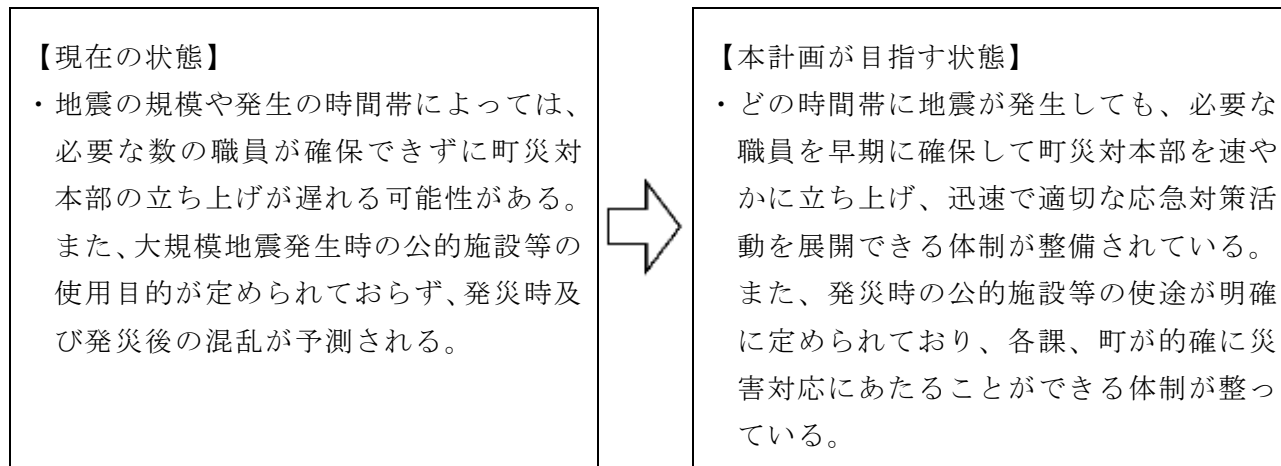 【現在の状態】
・地震の規模や発生の時間帯によっては、
必要な数の職員が確保できずに町災対
本部の立ち上げが遅れる可能性がある。
また、大規模地震発生時の公的施設等の
使用目的が定められておらず、発災時及
び発災後の混乱が予測される。
【本計画が目指す状態】
・どの時間帯に地震が発生しても、必要な
職員を早期に確保して町災対本部を速や
かに立ち上げ、迅速で適切な応急対策活
動を展開できる体制が整備されている。
また、発災時の公的施設等の使途が明確
に定められており、各課、町が的確に災
害対応にあたることができる体制が整っ
ている。